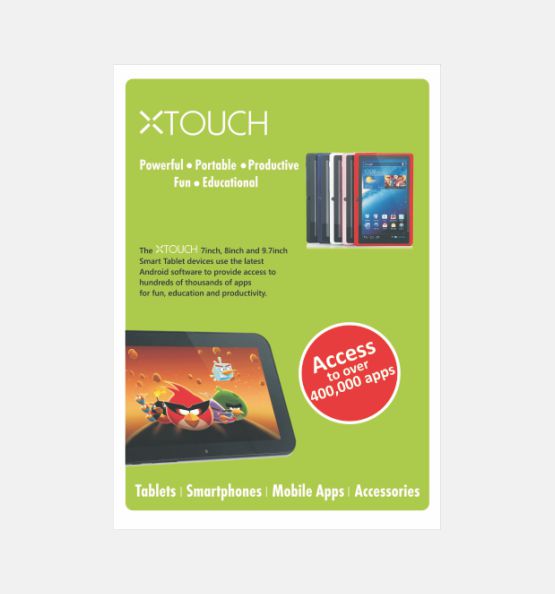 XTOUCH
Powerful • Portable • Productive
Fun • Educational
The XTOUCH 7inch, 8inch and 9.7inch
Smart Tablet devices use the latest
Android software to provide access to
hundreds of thousands of apps
for fun, education and productivity.
Access
to over
400,000 apps
Tablets | Smartphones | Mobile Apps | Accessories